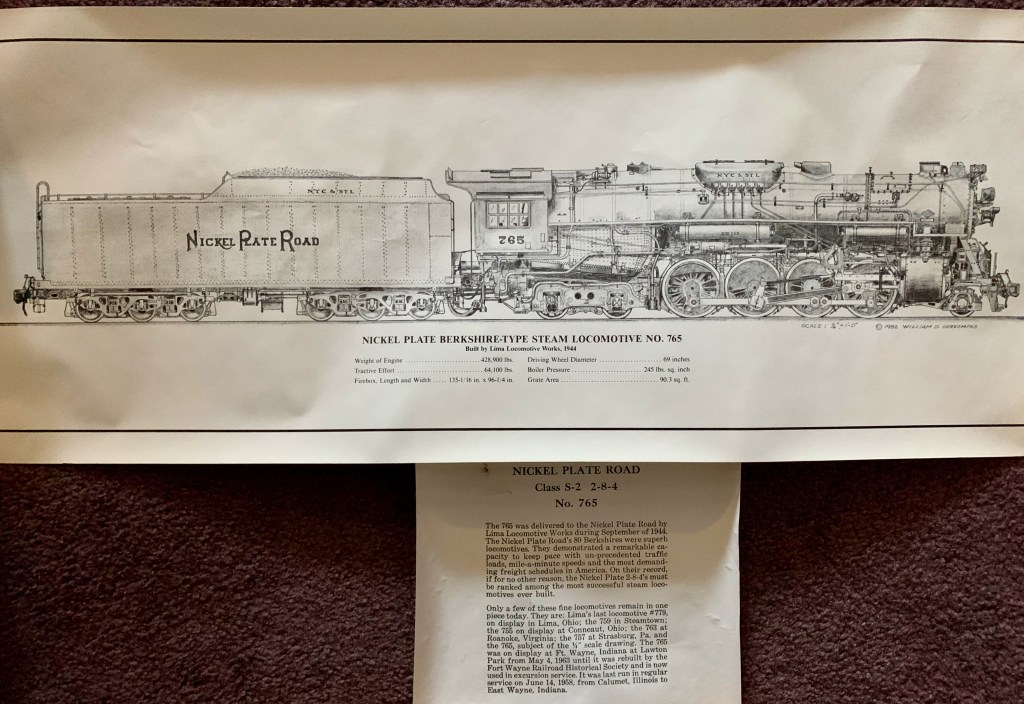 NYC & STL
NYC & STL
NICKEL PLATE ROAD
765
SCALE: ¼" = 1'-0" © 1982 WILLIAM D.
NICKEL PLATE BERKSHIRE-TYPE STEAM LOCOMOTIVE NO. 765
Built by Lima Locomotive Works, 1944
Weight of Engine ........ 428,900 lbs. Driving Wheel Diameter ........ 69 inches
Tractive Effort ........ 64,100 lbs. Boiler Pressure ........ 245 lbs. sq. inch
Firebox, Length and Width .... 135-1/16 in. x 96-1/4 in. Grate Area ........ 90.3 sq. ft.
NICKEL PLATE ROAD
Class S-2 2-8-4
No. 765
The 765 was delivered to the Nickel Plate Road by
Lima Locomotive Works during September of 1944.
The Nickel Plate Road's 80 Berkshires were superb
locomotives. They demonstrated a remarkable ca-
pacity to keep pace with un-precedented traffic
loads, mile-a-minute speeds and the most demand-
ing freight schedules in America. On their record,
if for no other reason, the Nickel Plate 2-8-4's must
be ranked among the most successful steam loco-
motives ever built.
Only a few of these fine locomotives remain in one
piece today. They are: Lima's last locomotive #779,
on display in Lima, Ohio; the 759 in Steamtown;
the 755 on display at Conneaut, Ohio; the 763 at
Roanoke, Virginia; the 757 at Strasburg, Pa. and
the 765, subject of the ¼" scale drawing. The 765
was on display at Ft. Wayne, Indiana at Lawton
Park from May 4, 1963 until it was rebuilt by the
Fort Wayne Railroad Historical Society and is now
used in excursion service. It was last run in regular
service on June 14, 1958, from Calumet, Illinois to
East Wayne, Indiana.